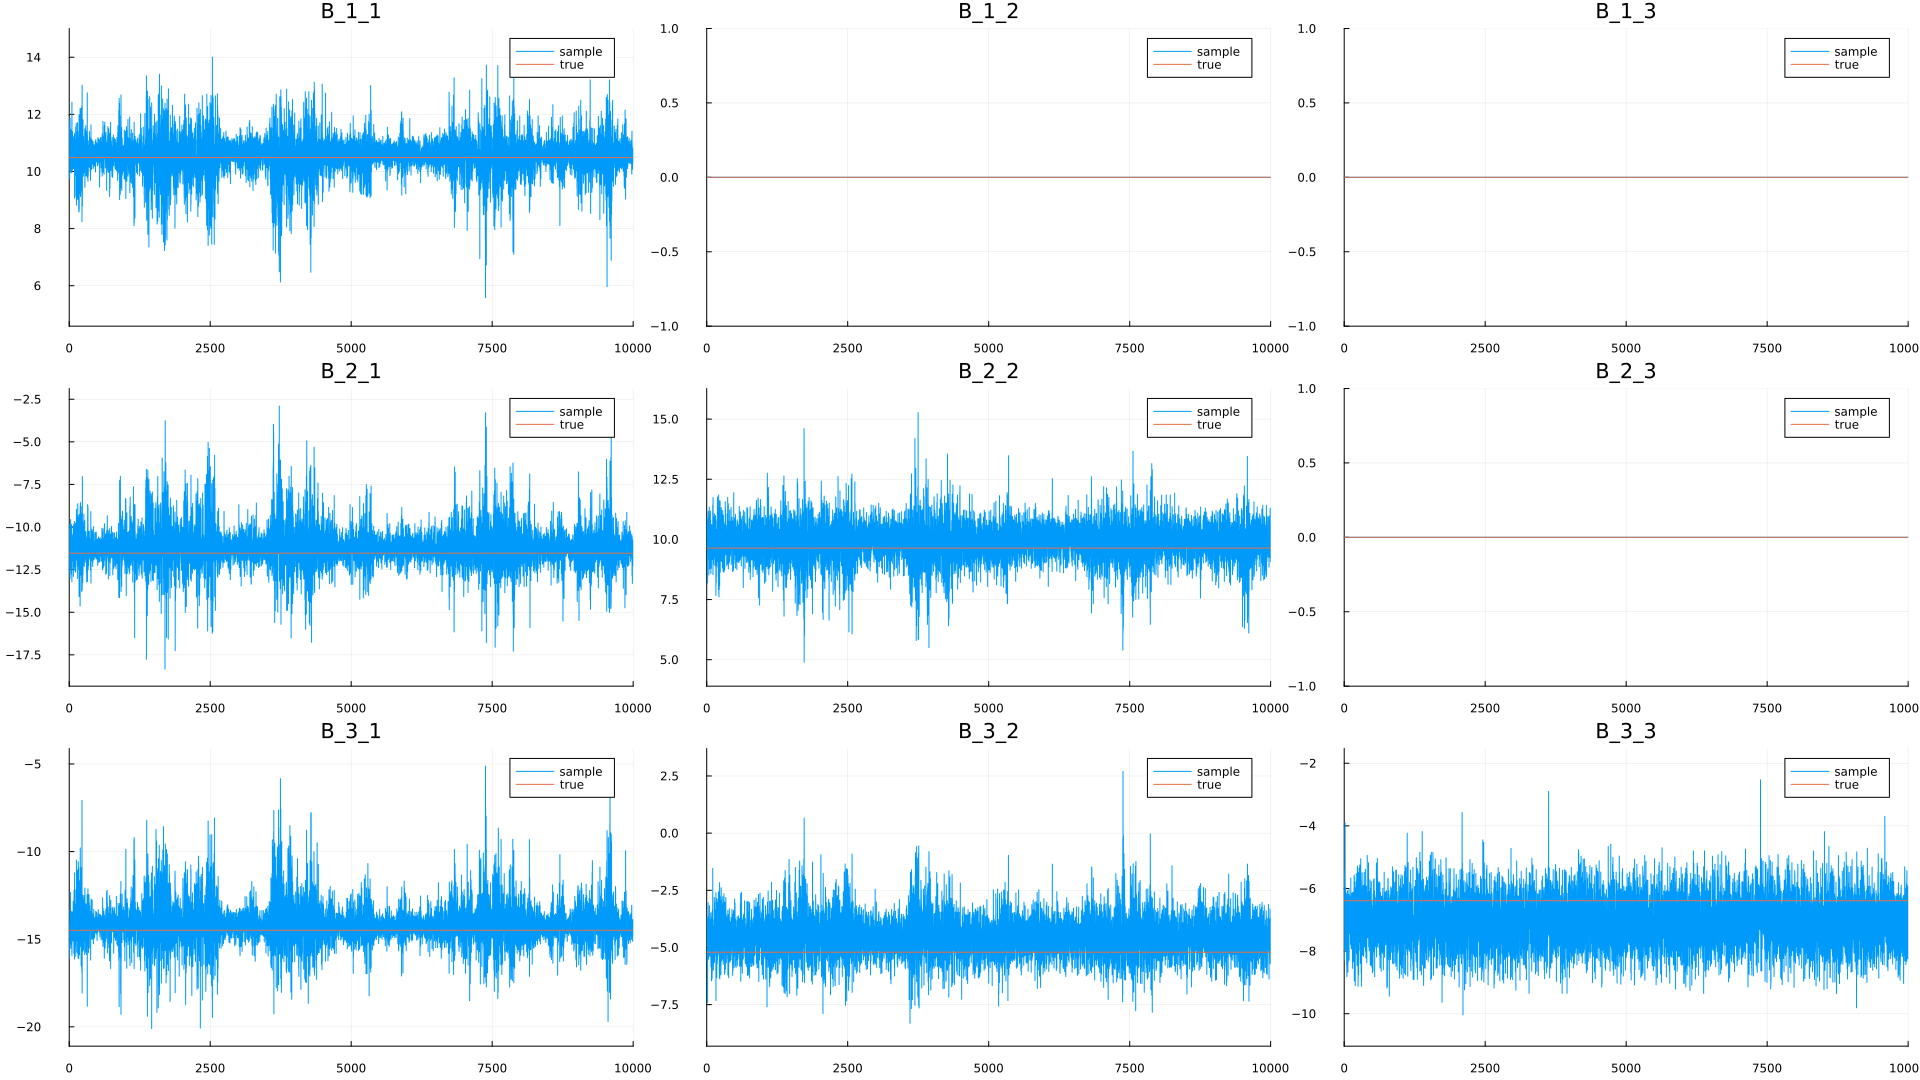 B_1_1
14
12
10
8
6
0 2500 5000 7500 10000
sample
true
B_1_2
1.0
0.5
0.0
−0.5
−1.0
0 2500 5000 7500 10000
sample
true
B_1_3
1.0
0.5
0.0
−0.5
−1.0
0 2500 5000 7500 1000
sample
true
B_2_1
−2.5
−5.0
−7.5
−10.0
−12.5
−15.0
−17.5
0 2500 5000 7500 10000
sample
true
B_2_2
15.0
12.5
10.0
7.5
5.0
0 2500 5000 7500 10000
sample
true
B_2_3
1.0
0.5
0.0
−0.5
−1.0
0 2500 5000 7500 1000
sample
true
B_3_1
−5
−10
−15
−20
0 2500 5000 7500 10000
sample
true
B_3_2
2.5
0.0
−2.5
−5.0
−7.5
0 2500 5000 7500 10000
sample
true
B_3_3
−2
−4
−6
−8
−10
0 2500 5000 7500 1000
sample
true